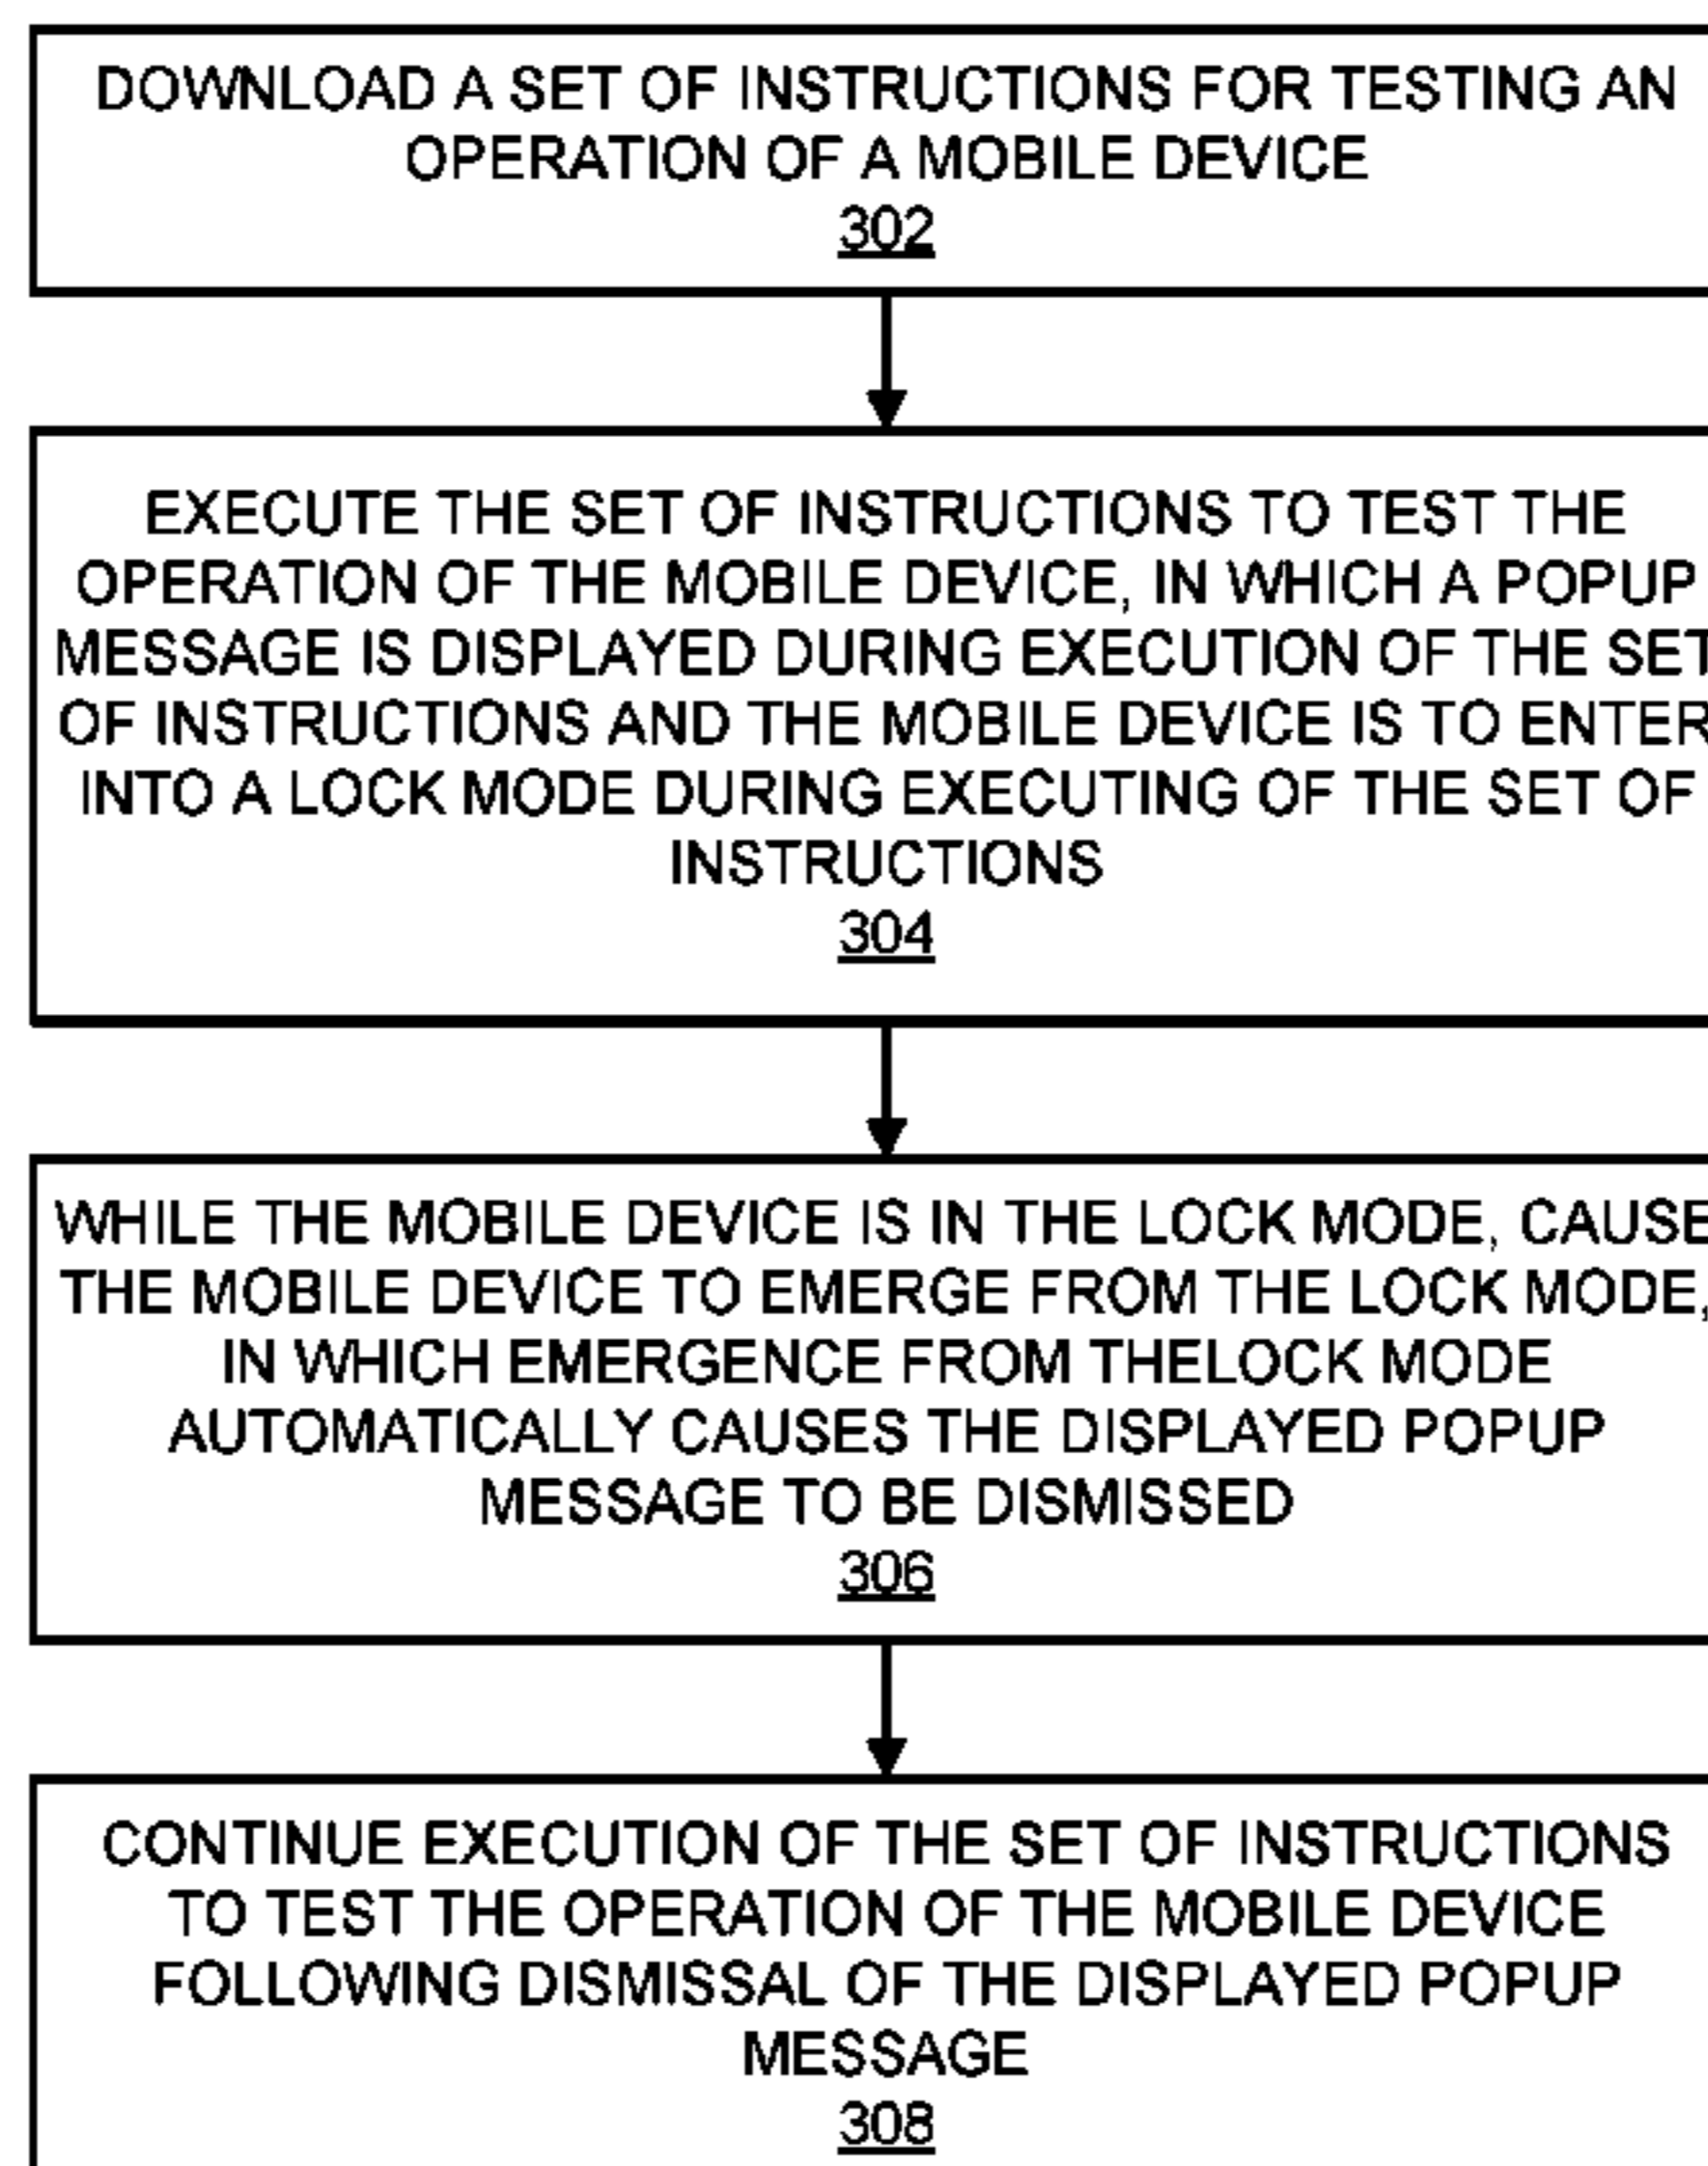 DOWNLOAD A SET OF INSTRUCTIONS FOR TESTING AN
OPERATION OF A MOBILE DEVICE
302
EXECUTE THE SET OF INSTRUCTIONS TO TEST THE
OPERATION OF THE MOBILE DEVICE, IN WHICH A POPUP
MESSAGE IS DISPLAYED DURING EXECUTION OF THE SET
OF INSTRUCTIONS AND THE MOBILE DEVICE IS TO ENTER
INTO A LOCK MODE DURING EXECUTING OF THE SET OF
INSTRUCTIONS
304
WHILE THE MOBILE DEVICE IS IN THE LOCK MODE, CAUSE
THE MOBILE DEVICE TO EMERGE FROM THE LOCK MODE,
IN WHICH EMERGENCE FROM THELOCK MODE
AUTOMATICALLY CAUSES THE DISPLAYED POPUP
MESSAGE TO BE DISMISSED
306
CONTINUE EXECUTION OF THE SET OF INSTRUCTIONS
TO TEST THE OPERATION OF THE MOBILE DEVICE
FOLLOWING DISMISSAL OF THE DISPLAYED POPUP
MESSAGE
308